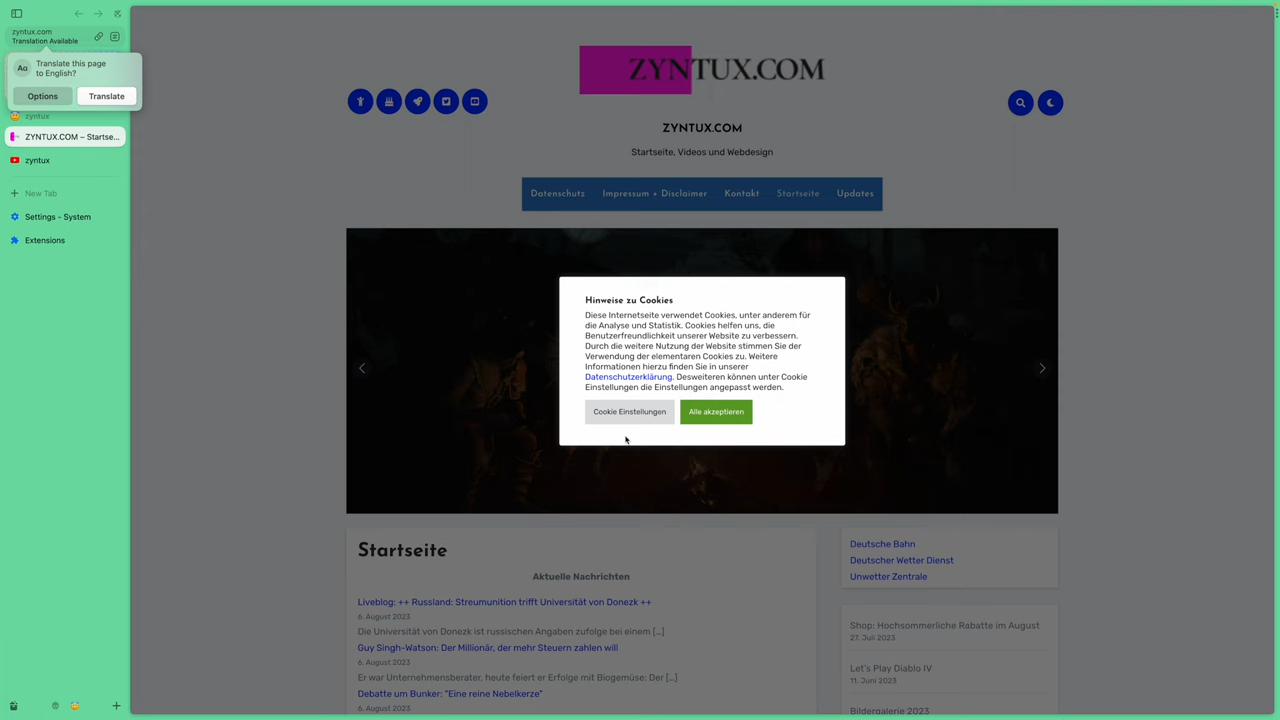 zyntux.com
Translation Available
Translate this page
to English?
Options
Translate
zyntux
ZYNTUX.COM – Startse...
zyntux
New Tab
Settings - System
Extensions
ZYNTUX.COM
ZYNTUX.COM
Startseite, Videos und Webdesign
Datenschutz
Impressum + Disclaimer
Kontakt
Startseite
Updates
Hinweise zu Cookies
Diese Internetseite verwendet Cookies, unter anderem für
die Analyse und Statistik. Cookies helfen uns, die
Benutzerfreundlichkeit unserer Website zu verbessern.
Durch die weitere Nutzung der Website stimmen Sie der
Verwendung der elementaren Cookies zu. Weitere
Informationen hierzu finden Sie in unserer
Datenschutzerklärung. Desweiteren können unter Cookie
Einstellungen die Einstellungen angepasst werden.
Cookie Einstellungen
Alle akzeptieren
Startseite
Aktuelle Nachrichten
Liveblog: ++ Russland: Streumunition trifft Universität von Donezk ++
6. August 2023
Die Universität von Donezk ist russischen Angaben zufolge bei einem [...]
Guy Singh-Watson: Der Millionär, der mehr Steuern zahlen will
6. August 2023
Er war Unternehmensberater, heute feiert er Erfolge mit Biogemüse: Der [...]
Debatte um Bunker: "Eine reine Nebelkerze"
6. August 2023
Deutsche Bahn
Deutscher Wetter Dienst
Unwetter Zentrale
Shop: Hochsommerliche Rabatte im August
27. Juli 2023
Let's Play Diablo IV
11. Juni 2023
Bildergalerie 2023